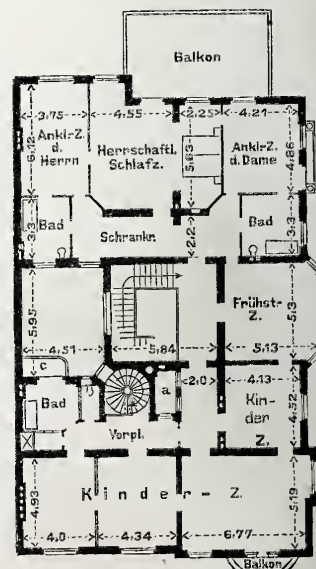 Balkon
3,75 4,55 2,25 4,21
6,12
Ankl-Z.
d.
Herrn
Herrschaftl.
Schlafz.
5,63
Ankl-Z.
d. Dame
4,86
3,3
Bad
Schrankr.
2,2
Bad
3,3
5,95
Frühst-
Z.
5,3
4,51 5,84 5,13
c
2,0 4,13
Bad
a
Kin-
der
Z.
4,52
Vorpl.
4,93
Kinder-Z.
5,19
4,0 4,34 6,77
Balkon